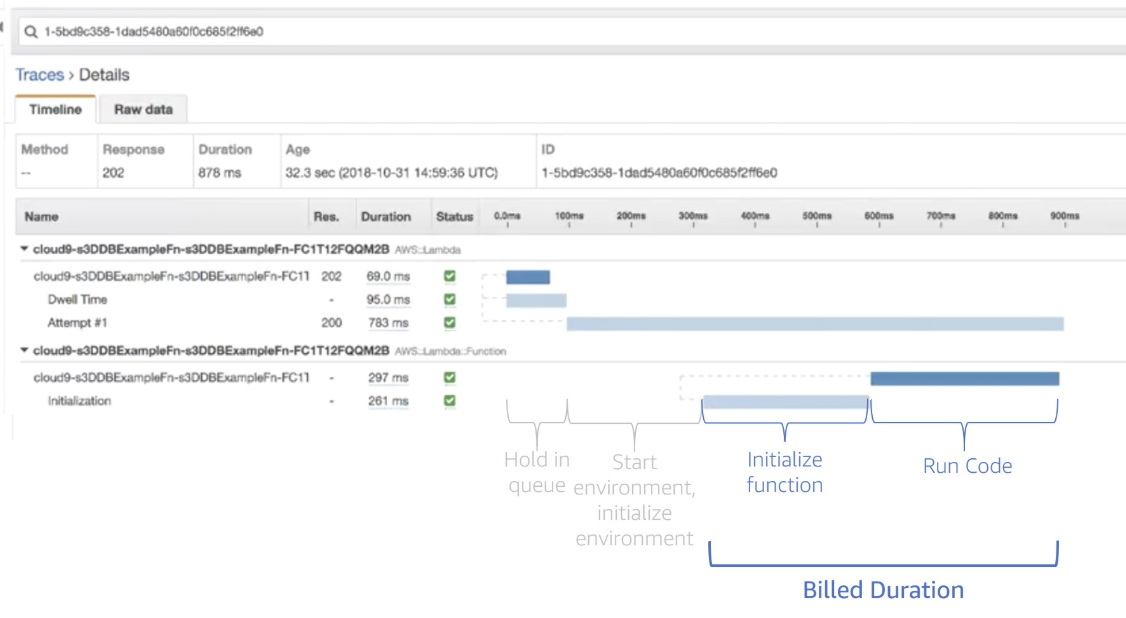 1-5bd9c358-1dad5480a60f0c685f2ff6e0
Traces > Details
Timeline Raw data
Method Response Duration Age ID
-- 202 878 ms 32.3 sec (2018-10-31 14:59:36 UTC) 1-5bd9c358-1dad5480a60f0c685f2ff6e0
Name Res. Duration Status 0.0ms 100ms 200ms 300ms 400ms 500ms 600ms 700ms 800ms 900ms
cloud9-s3DDBExampleFn-s3DDBExampleFn-FC1T12FQQM2B AWS::Lambda
cloud9-s3DDBExampleFn-s3DDBExampleFn-FC1T 202 69.0 ms
Dwell Time - 95.0 ms
Attempt #1 200 783 ms
cloud9-s3DDBExampleFn-s3DDBExampleFn-FC1T12FQQM2B AWS::Lambda::Function
cloud9-s3DDBExampleFn-s3DDBExampleFn-FC1T - 297 ms
Initialization - 261 ms
Hold in
queue
Start
environment,
initialize
environment
Initialize
function
Run Code
Billed Duration